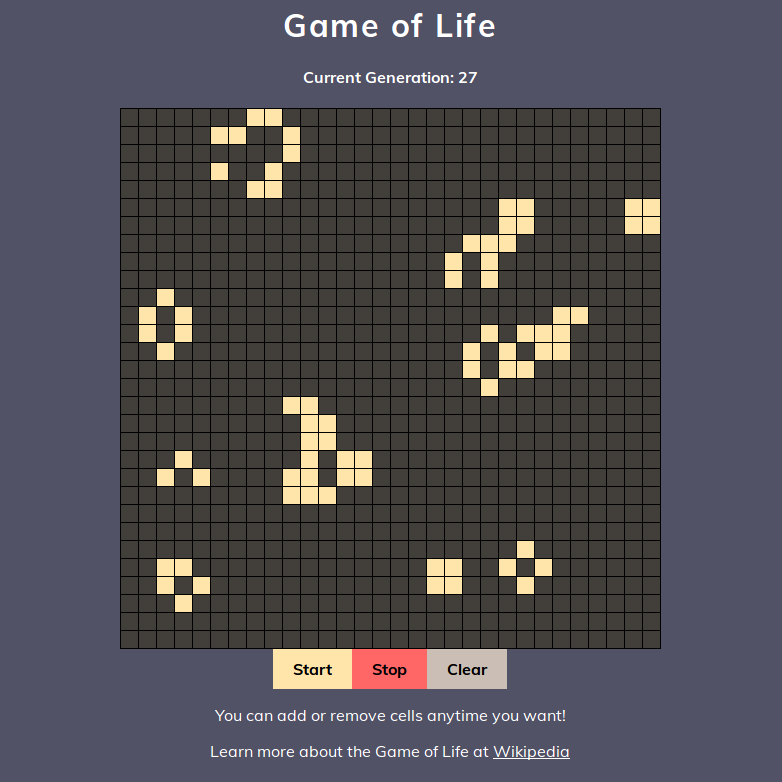 Game of Life
Current Generation: 27
Start Stop Clear
You can add or remove cells anytime you want!
Learn more about the Game of Life at Wikipedia